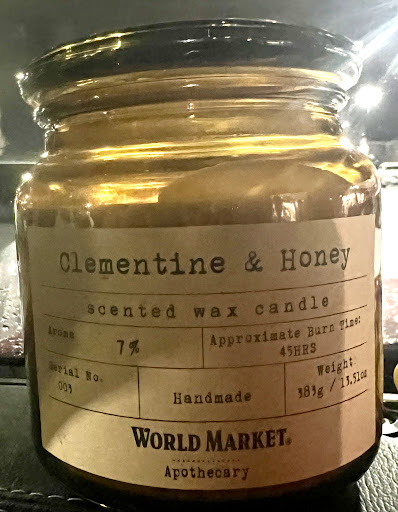 Clementine & Honey
scented wax candle
Aroma
7%
Approximate Burn Time:
45HRS
Serial No.
003
Handmade
Weight:
383g / 13.51oz
WORLD MARKET®
Apothecary